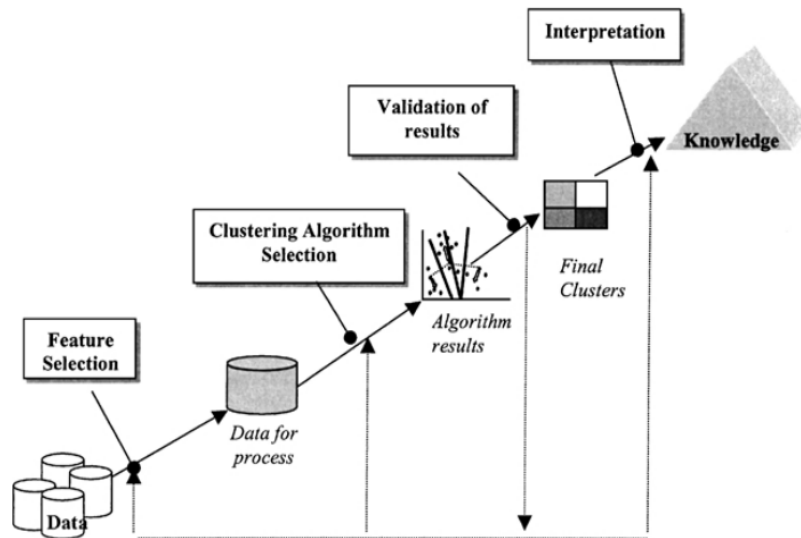 Interpretation
Validation of
results
Knowledge
Clustering Algorithm
Selection
Final
Clusters
Algorithm
results
Feature
Selection
Data for
process
Data